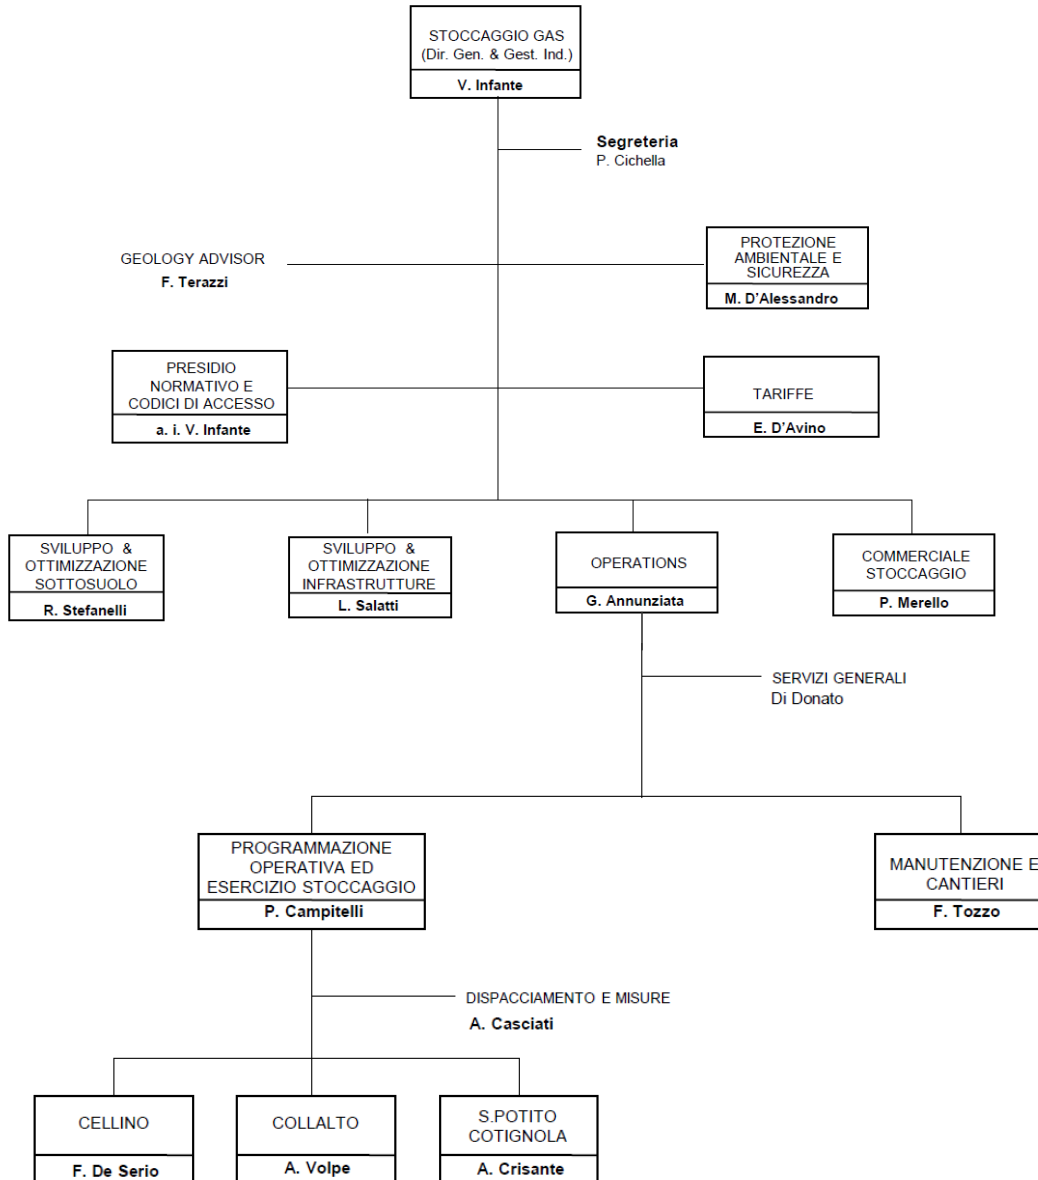 STOCCAGGIO GAS
(Dir. Gen. & Gest. Ind.)
V. Infante
Segreteria
P. Cichella
GEOLOGY ADVISOR
F. Terazzi
PROTEZIONE
AMBIENTALE E
SICUREZZA
M. D'Alessandro
PRESIDIO
NORMATIVO E
CODICI DI ACCESSO
a. i. V. Infante
TARIFFE
E. D'Avino
SVILUPPO &
OTTIMIZZAZIONE
SOTTOSUOLO
R. Stefanelli
SVILUPPO &
OTTIMIZZAZIONE
INFRASTRUTTURE
L. Salatti
OPERATIONS
G. Annunziata
COMMERCIALE
STOCCAGGIO
P. Merello
SERVIZI GENERALI
Di Donato
PROGRAMMAZIONE
OPERATIVA ED
ESERCIZIO STOCCAGGIO
P. Campitelli
MANUTENZIONE E
CANTIERI
F. Tozzo
DISPACCIAMENTO E MISURE
A. Casciati
CELLINO
F. De Serio
COLLALTO
A. Volpe
S.POTITO
COTIGNOLA
A. Crisante